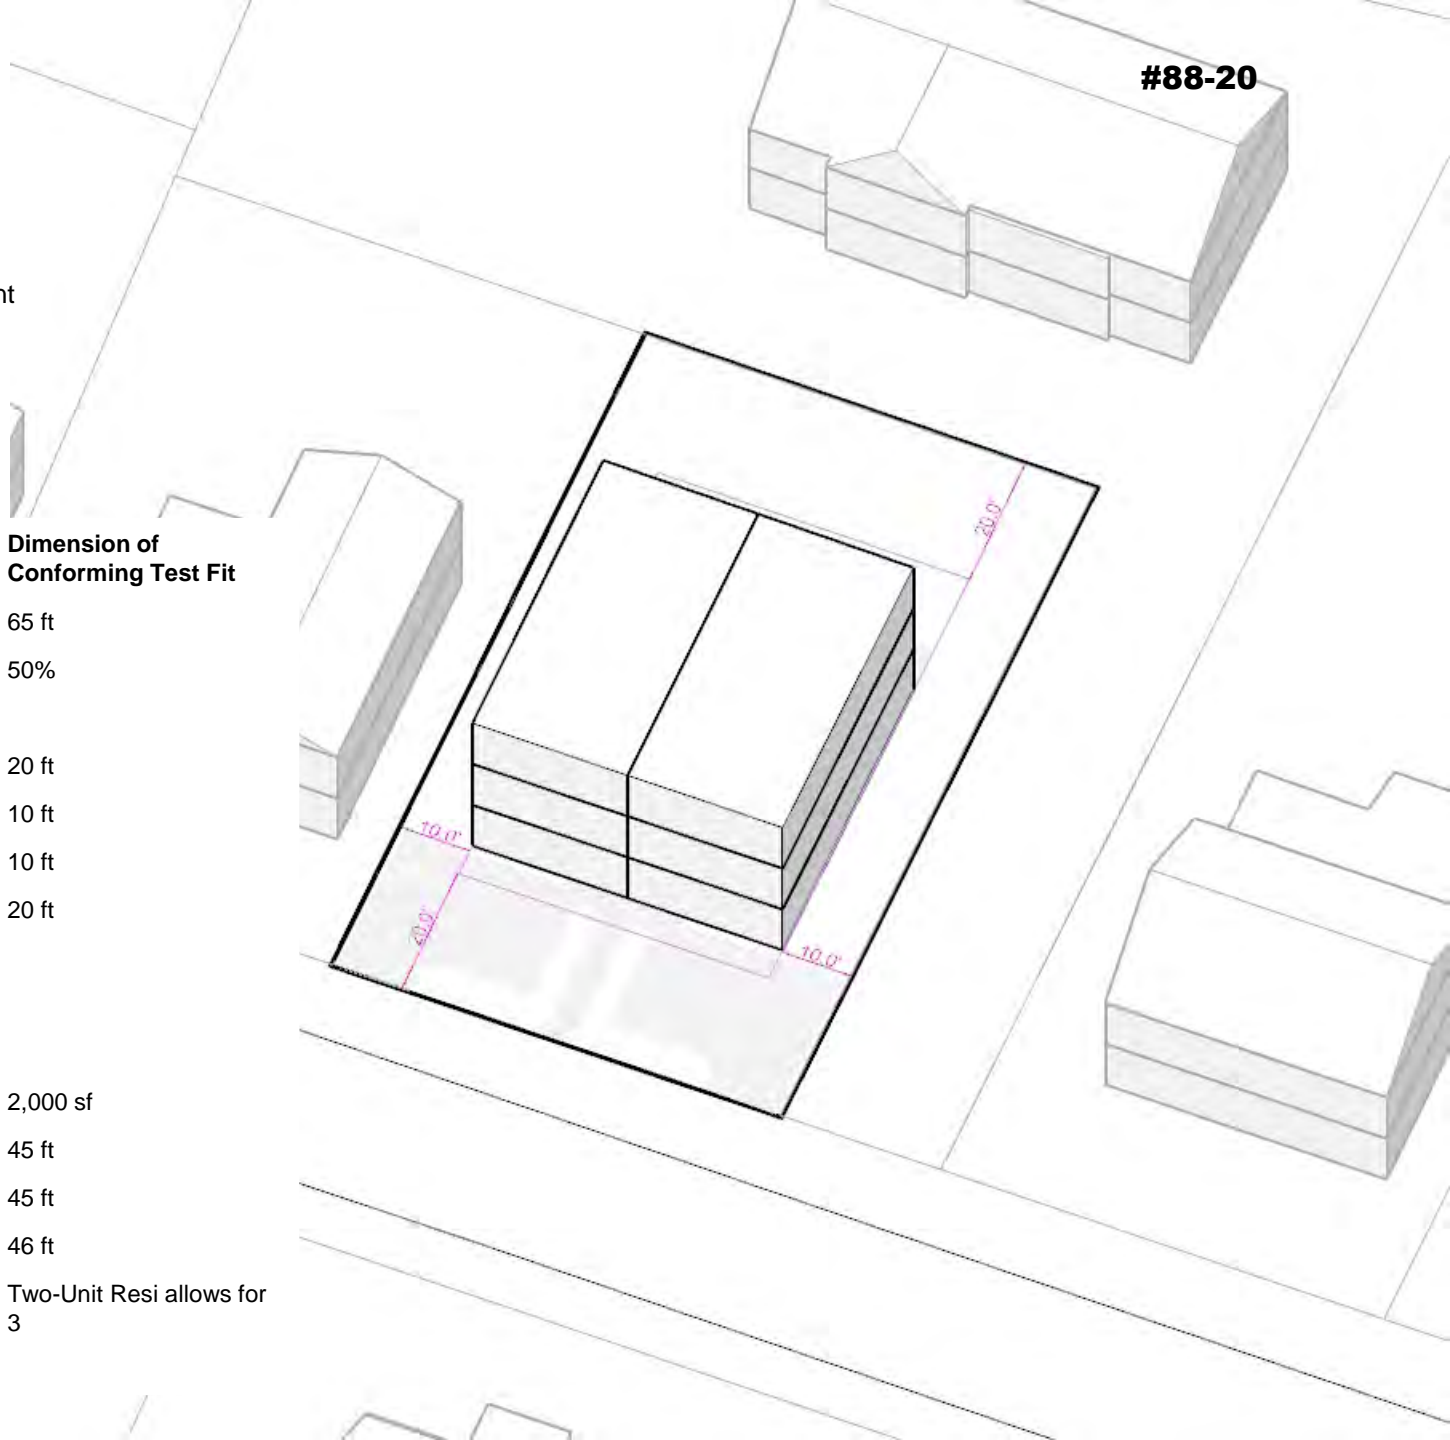 #88-20
nt
Dimension of
Conforming Test Fit
65 ft
50%
20 ft
10 ft
10 ft
20 ft
2,000 sf
45 ft
45 ft
46 ft
Two-Unit Resi allows for
3
20.0'
10.0'
20.0'
10.0'